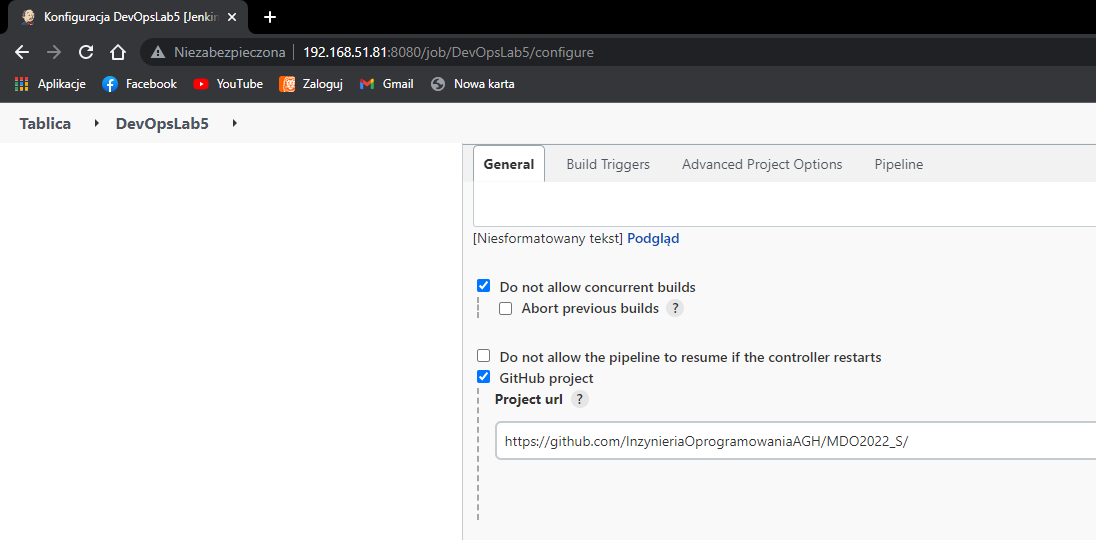 Konfiguracja DevOpsLab5 [Jenkin
Niezabezpieczona 192.168.51.81:8080/job/DevOpsLab5/configure
Aplikacje Facebook YouTube Zaloguj Gmail Nowa karta
Tablica DevOpsLab5
General Build Triggers Advanced Project Options Pipeline
[Niesformatowany tekst] Podgląd
Do not allow concurrent builds
Abort previous builds ?
Do not allow the pipeline to resume if the controller restarts
GitHub project
Project url ?
https://github.com/InzynieriaOprogramowaniaAGH/MDO2022_S/